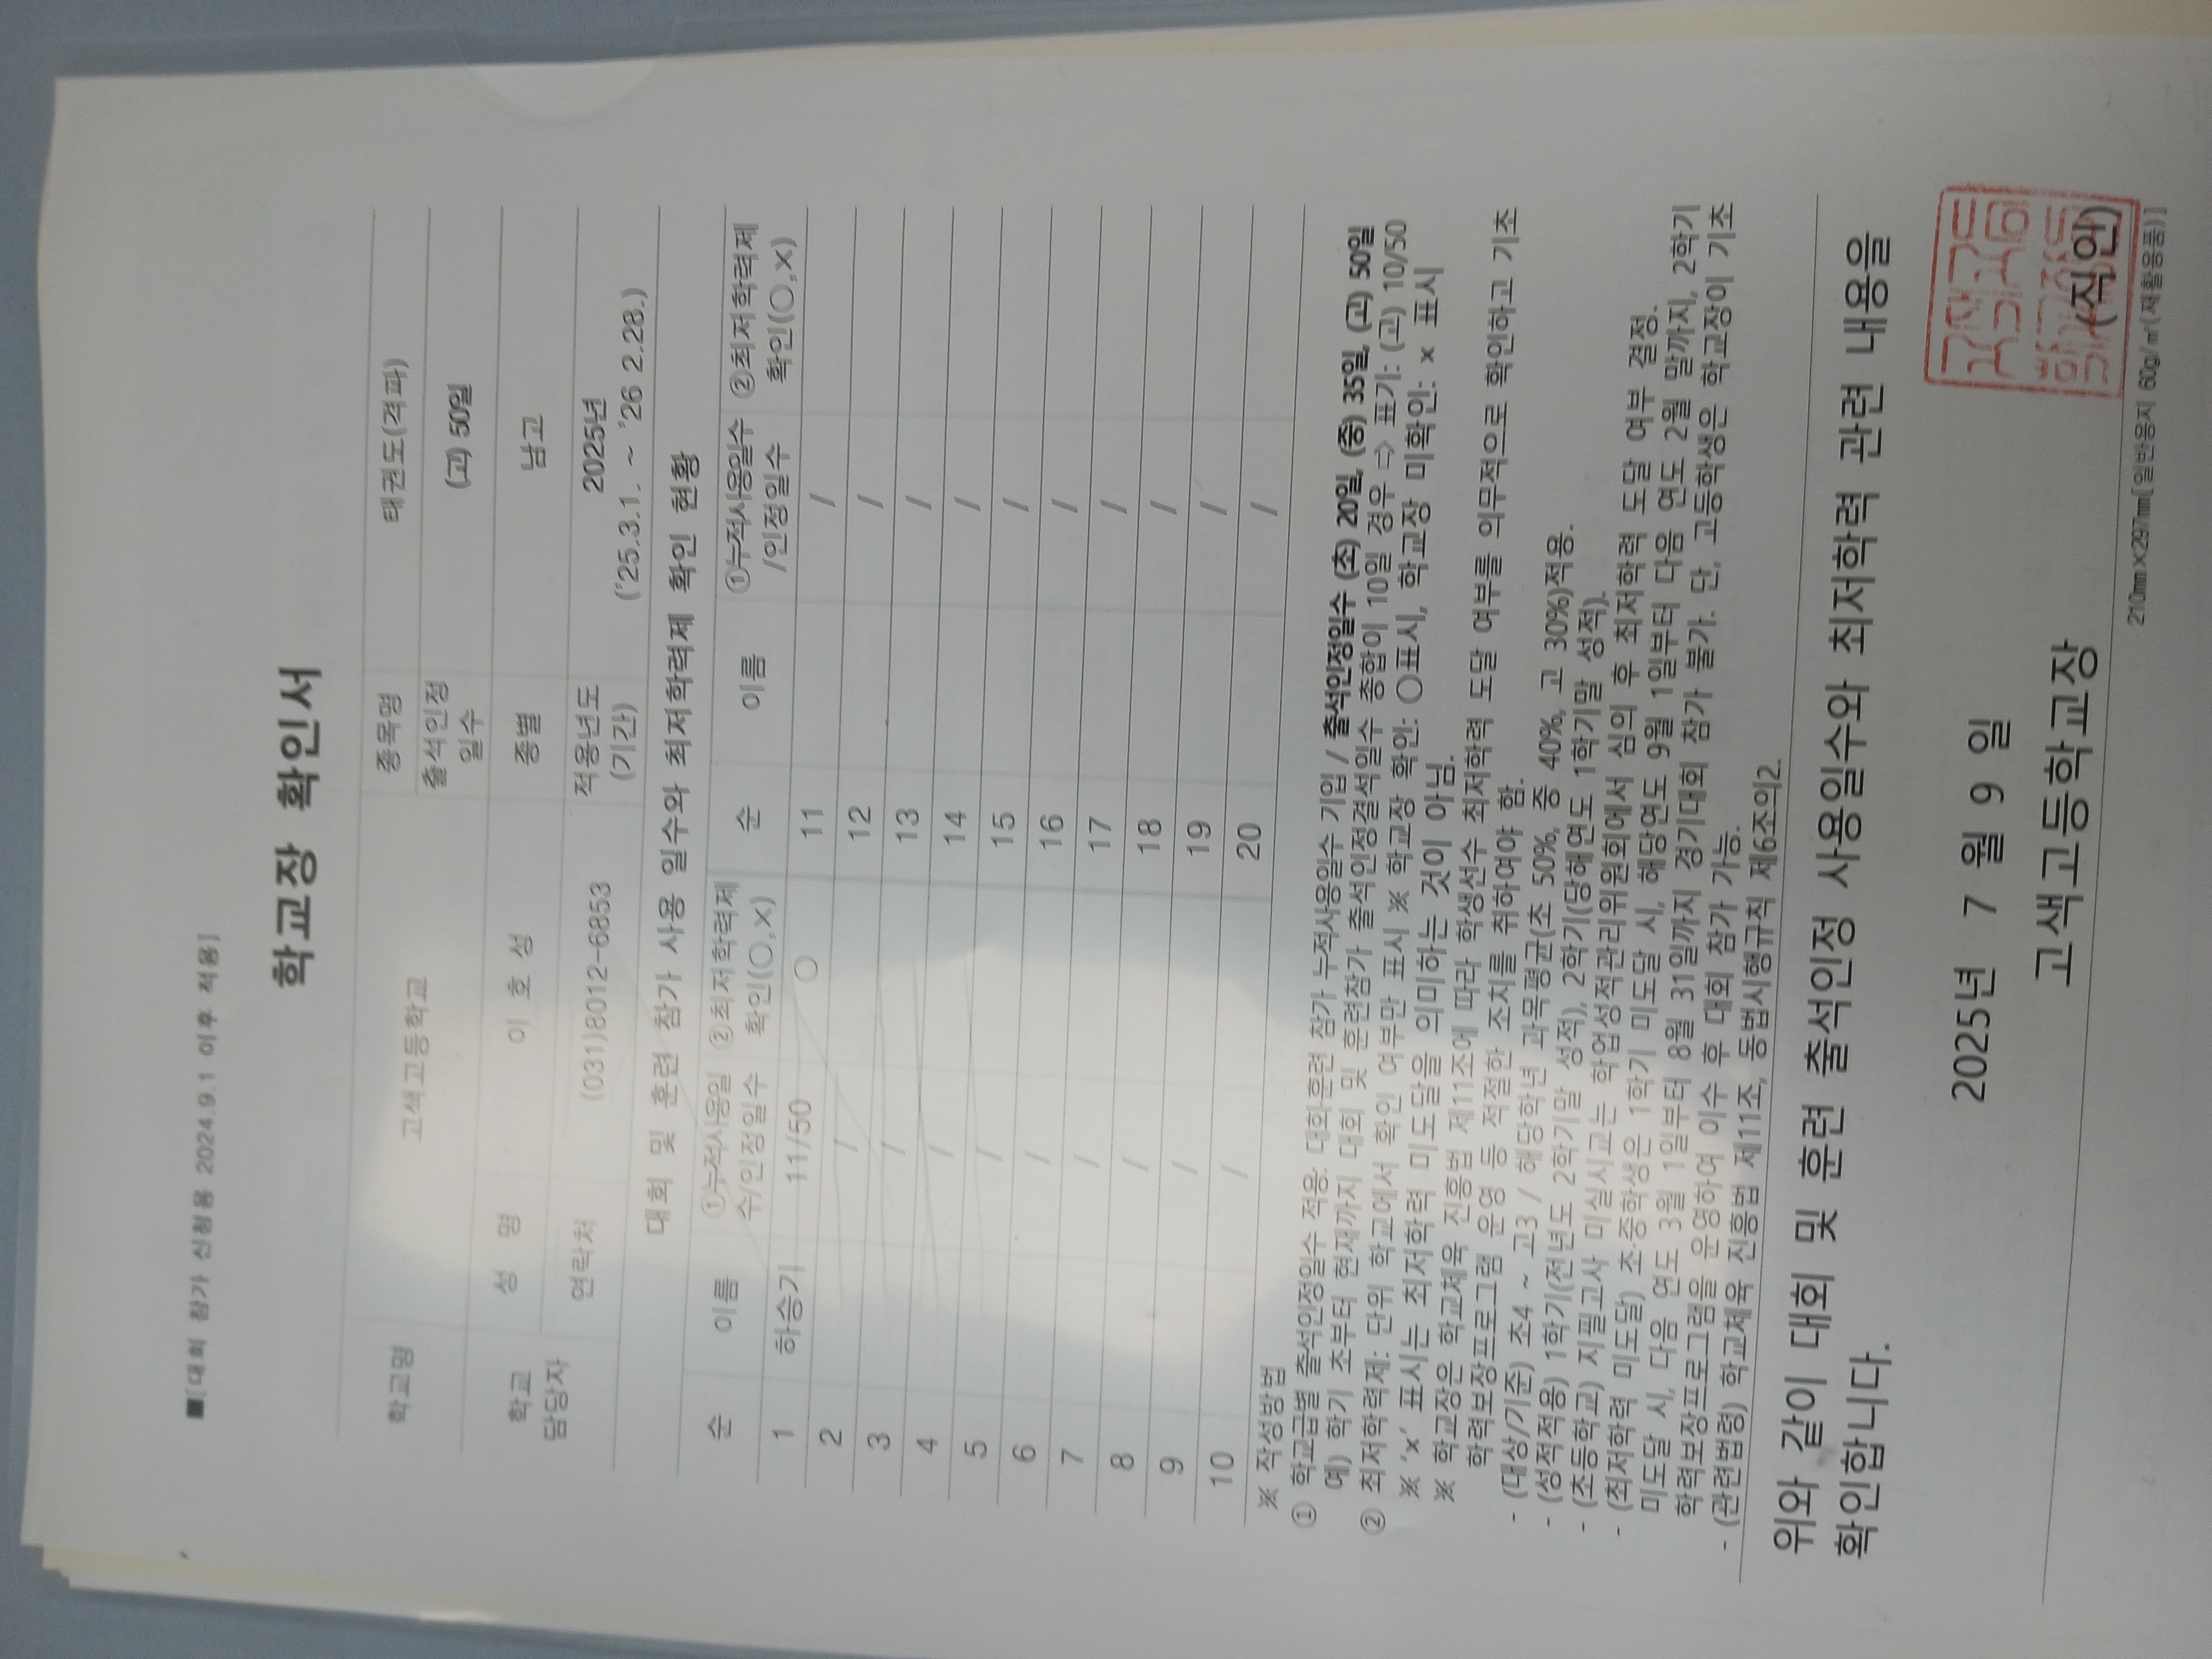 ■[대회 참가 신청용 2024.9.1 이후 적용]
학교장 확인서
학교명 고색고등학교 종목명 태권도(격파)
출석인정 일수 (고) 50일
학교 담당자 성 명 이 호 성 종별 남고
연락처 (031)8012-6853 적용년도 (기간) 2025년 ('25.3.1. ~ '26 2.28.)
대회 및 훈련 참가 사용 일수와 최저학력제 확인 현황
순 이름 ①누적사용일수/인정일수 ②최저학력제 확인(○,×) 순 이름 ①누적사용일수/인정일수 ②최저학력제 확인(○,×)
1 하승기 11/50 ○ 11 /
2 / 12 /
3 / 13 /
4 / 14 /
5 / 15 /
6 / 16 /
7 / 17 /
8 / 18 /
9 / 19 /
10 / 20 /
※ 작성방법
① 학교급별 출석인정일수 적용. 대회·훈련 참가 누적사용일수 기입 / 출석인정일수 (초) 20일, (중) 35일, (고) 50일
예) 학기 초부터 현재까지 대회 및 훈련참가 출석인정결석일수 총합이 10일 경우 ⇨ 표기: (고) 10/50
② 최저학력제: 단위 학교에서 확인 여부만 표시 ※ 학교장 확인: ○표시, 학교장 미확인: × 표시
※ '×' 표시는 최저학력 미도달을 의미하는 것이 아님.
※ 학교장은 학교체육 진흥법 제11조에 따라 학생선수 최저학력 도달 여부를 의무적으로 확인하고 기초
학력보장프로그램 운영 등 적절한 조치를 취하여야 함.
- (대상/기준) 초4 ~ 고3 / 해당학년 과목평균(초 50%, 중 40%, 고 30%)적용.
- (성적적용) 1학기(전년도 2학기말 성적), 2학기(당해연도 1학기말 성적).
- (초등학교) 지필고사 미실시교는 학업성적관리위원회에서 심의 후 최저학력 도달 여부 결정.
- (최저학력 미도달) 초·중학생은 1학기 미도달 시, 해당연도 9월 1일부터 다음 연도 2월 말까지, 2학기
미도달 시, 다음 연도 3월 1일부터 8월 31일까지 경기대회 참가 불가. 단, 고등학생은 학교장이 기초
학력보장프로그램을 운영하여 이수 후 대회 참가 가능.
- (관련법령) 학교체육 진흥법 제11조, 동법시행규칙 제6조의2.
위와 같이 대회 및 훈련 출석인정 사용일수와 최저학력 관련 내용을
확인합니다.
2025년 7 월 9 일
고색고등학교장 (직인)
210㎜×297㎜[일반용지 60g/㎡(재활용품)]